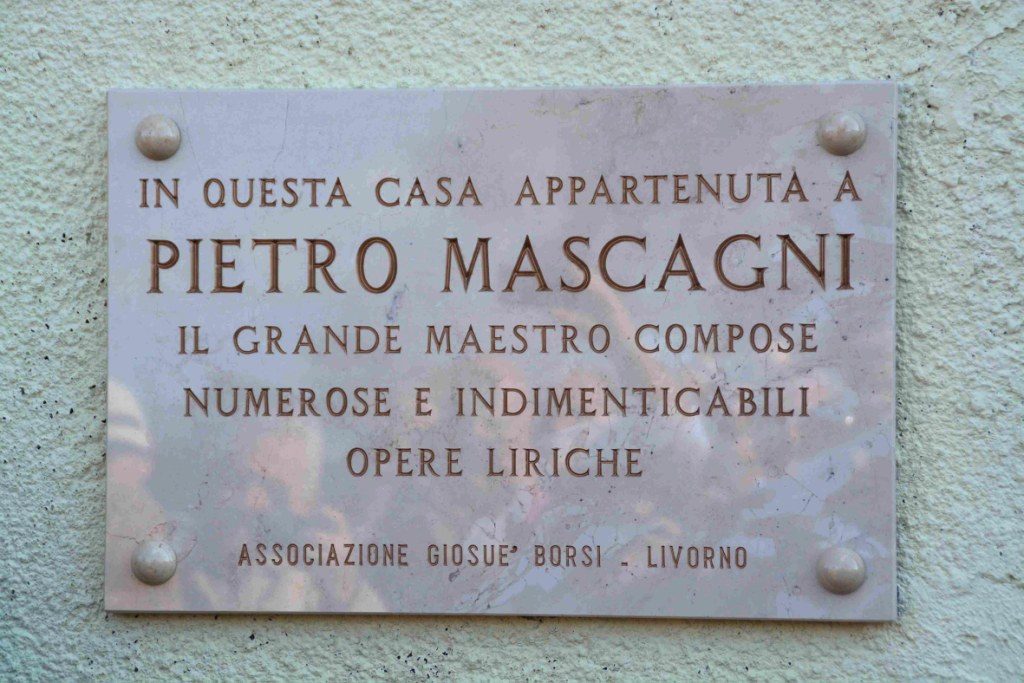 IN QUESTA CASA APPARTENUTA A
PIETRO MASCAGNI
IL GRANDE MAESTRO COMPOSE
NUMEROSE E INDIMENTICABILI
OPERE LIRICHE
ASSOCIAZIONE GIOSUE' BORSI - LIVORNO